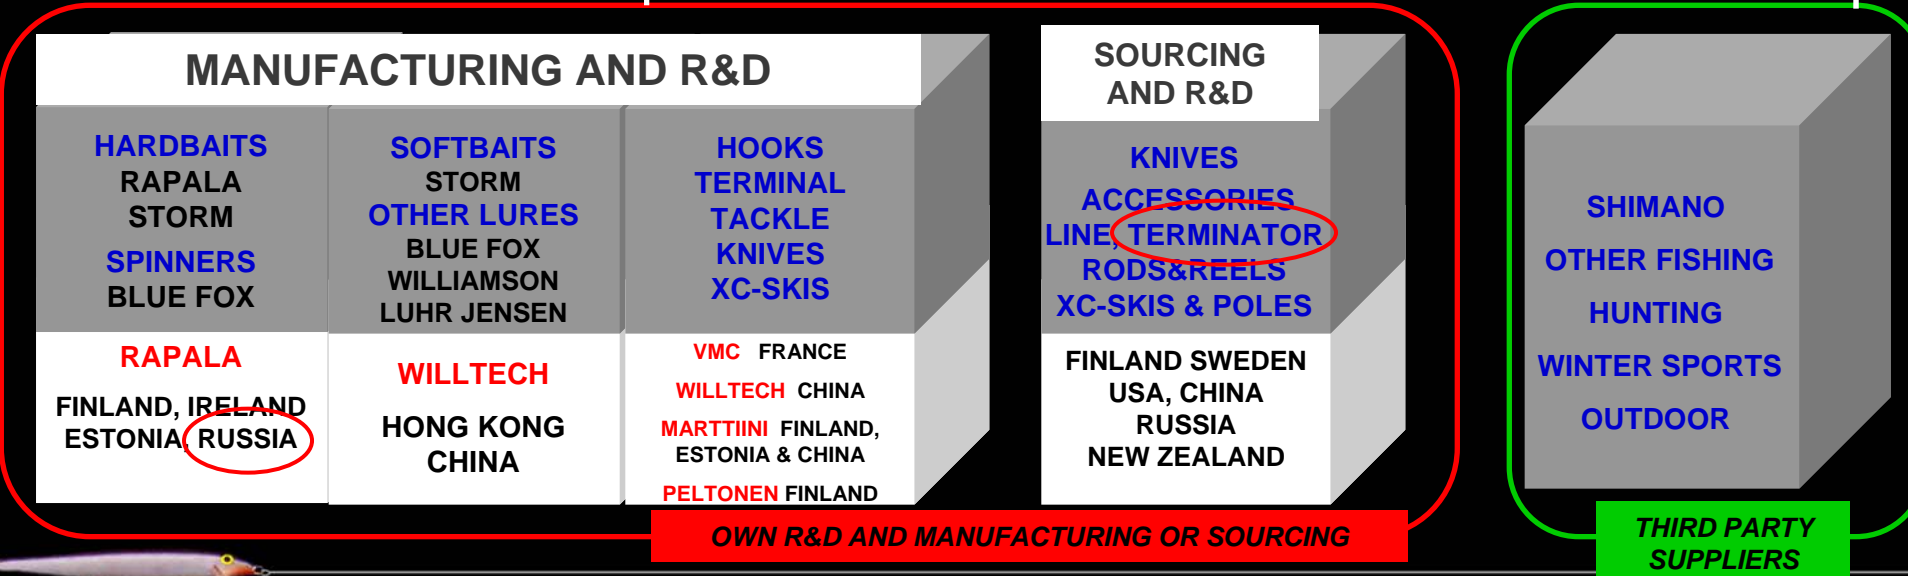 MANUFACTURING AND R&D
HARDBAITS
RAPALA
STORM
SPINNERS
BLUE FOX
RAPALA
FINLAND, IRELAND
ESTONIA, RUSSIA
SOFTBAITS
STORM
OTHER LURES
BLUE FOX
WILLIAMSON
LUHR JENSEN
WILLTECH
HONG KONG
CHINA
HOOKS
TERMINAL
TACKLE
KNIVES
XC-SKIS
VMC FRANCE
WILLTECH CHINA
MARTTIINI FINLAND,
ESTONIA & CHINA
PELTONEN FINLAND
SOURCING
AND R&D
KNIVES
ACCESSORIES
LINE, TERMINATOR
RODS&REELS
XC-SKIS & POLES
FINLAND SWEDEN
USA, CHINA
RUSSIA
NEW ZEALAND
OWN R&D AND MANUFACTURING OR SOURCING
SHIMANO
OTHER FISHING
HUNTING
WINTER SPORTS
OUTDOOR
THIRD PARTY
SUPPLIERS